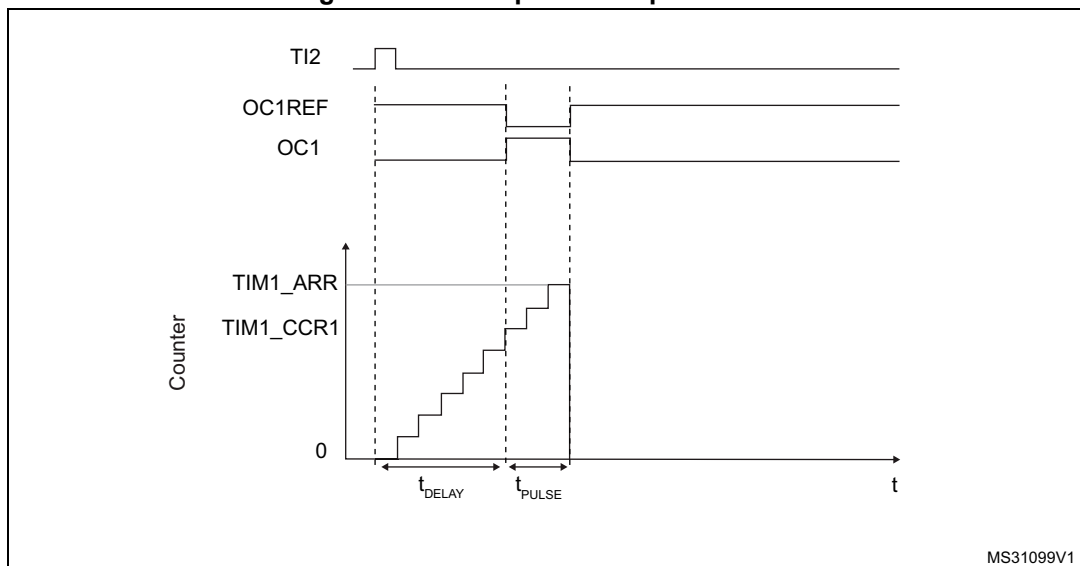 TI2
OC1REF
OC1
TIM1_ARR
TIM1_CCR1
Counter
0
tDELAY
tPULSE
t
MS31099V1